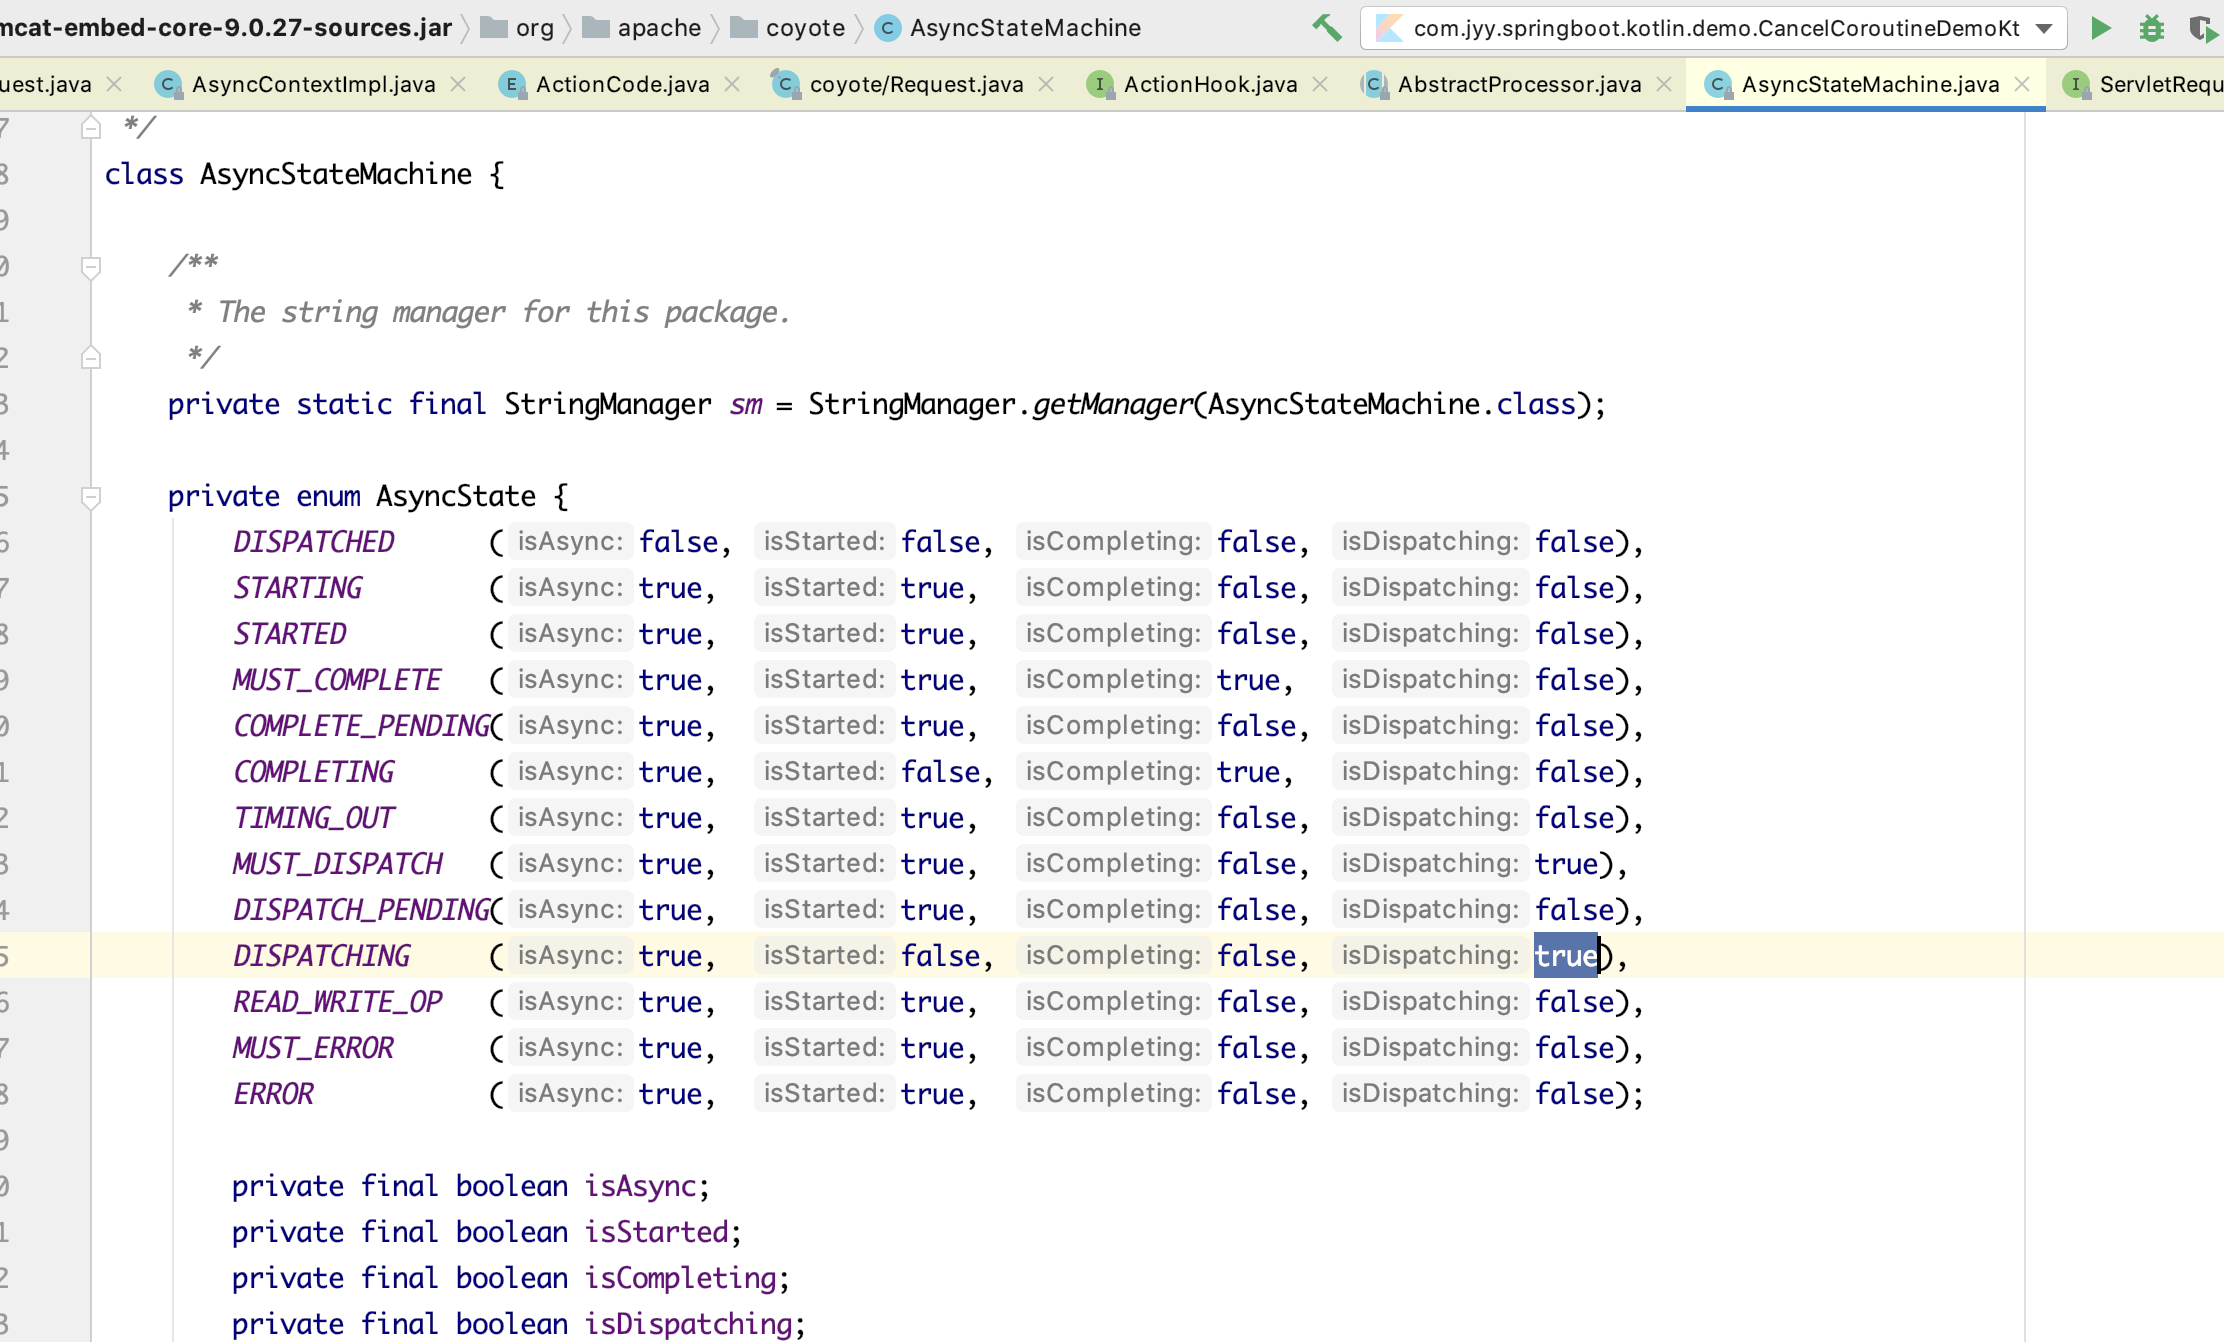 mcat-embed-core-9.0.27-sources.jar org apache coyote C AsyncStateMachine com.jyy.springboot.kotlin.demo.CancelCoroutineDemoKt
uest.java C AsyncContextImpl.java E ActionCode.java C coyote/Request.java I ActionHook.java C AbstractProcessor.java C AsyncStateMachine.java I ServletRequ
7 */
8 class AsyncStateMachine {
9
0 /**
1 * The string manager for this package.
2 */
3 private static final StringManager sm = StringManager.getManager(AsyncStateMachine.class);
4
5 private enum AsyncState {
6 DISPATCHED ( isAsync: false, isStarted: false, isCompleting: false, isDispatching: false),
7 STARTING ( isAsync: true, isStarted: true, isCompleting: false, isDispatching: false),
8 STARTED ( isAsync: true, isStarted: true, isCompleting: false, isDispatching: false),
9 MUST_COMPLETE ( isAsync: true, isStarted: true, isCompleting: true, isDispatching: false),
0 COMPLETE_PENDING( isAsync: true, isStarted: true, isCompleting: false, isDispatching: false),
1 COMPLETING ( isAsync: true, isStarted: false, isCompleting: true, isDispatching: false),
2 TIMING_OUT ( isAsync: true, isStarted: true, isCompleting: false, isDispatching: false),
3 MUST_DISPATCH ( isAsync: true, isStarted: true, isCompleting: false, isDispatching: true),
4 DISPATCH_PENDING( isAsync: true, isStarted: true, isCompleting: false, isDispatching: false),
5 DISPATCHING ( isAsync: true, isStarted: false, isCompleting: false, isDispatching: true),
6 READ_WRITE_OP ( isAsync: true, isStarted: true, isCompleting: false, isDispatching: false),
7 MUST_ERROR ( isAsync: true, isStarted: true, isCompleting: false, isDispatching: false),
8 ERROR ( isAsync: true, isStarted: true, isCompleting: false, isDispatching: false);
9
0 private final boolean isAsync;
1 private final boolean isStarted;
2 private final boolean isCompleting;
3 private final boolean isDispatching;